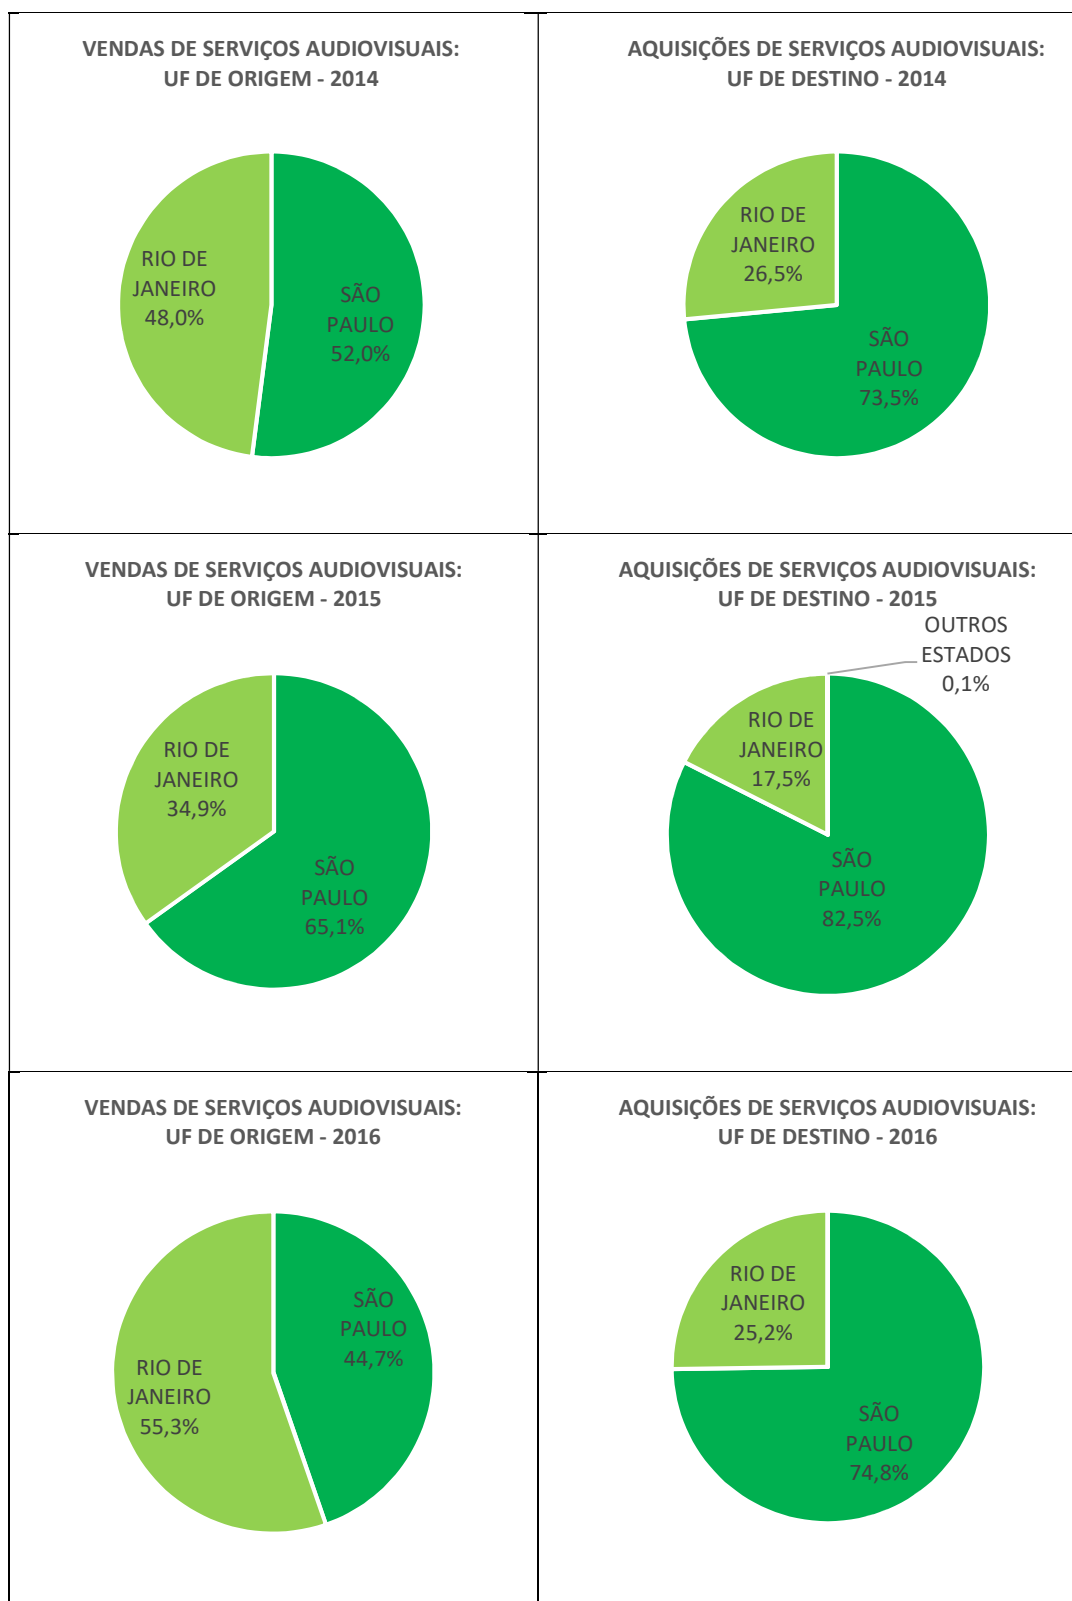 VENDAS DE SERVIÇOS AUDIOVISUAIS:
UF DE ORIGEM - 2014
RIO DE
JANEIRO
48,0%
SÃO
PAULO
52,0%
AQUISIÇÕES DE SERVIÇOS AUDIOVISUAIS:
UF DE DESTINO - 2014
RIO DE
JANEIRO
26,5%
SÃO
PAULO
73,5%
VENDAS DE SERVIÇOS AUDIOVISUAIS:
UF DE ORIGEM - 2015
RIO DE
JANEIRO
34,9%
SÃO
PAULO
65,1%
AQUISIÇÕES DE SERVIÇOS AUDIOVISUAIS:
UF DE DESTINO - 2015
OUTROS
ESTADOS
0,1%
RIO DE
JANEIRO
17,5%
SÃO
PAULO
82,5%
VENDAS DE SERVIÇOS AUDIOVISUAIS:
UF DE ORIGEM - 2016
SÃO
PAULO
44,7%
RIO DE
JANEIRO
55,3%
AQUISIÇÕES DE SERVIÇOS AUDIOVISUAIS:
UF DE DESTINO - 2016
RIO DE
JANEIRO
25,2%
SÃO
PAULO
74,8%